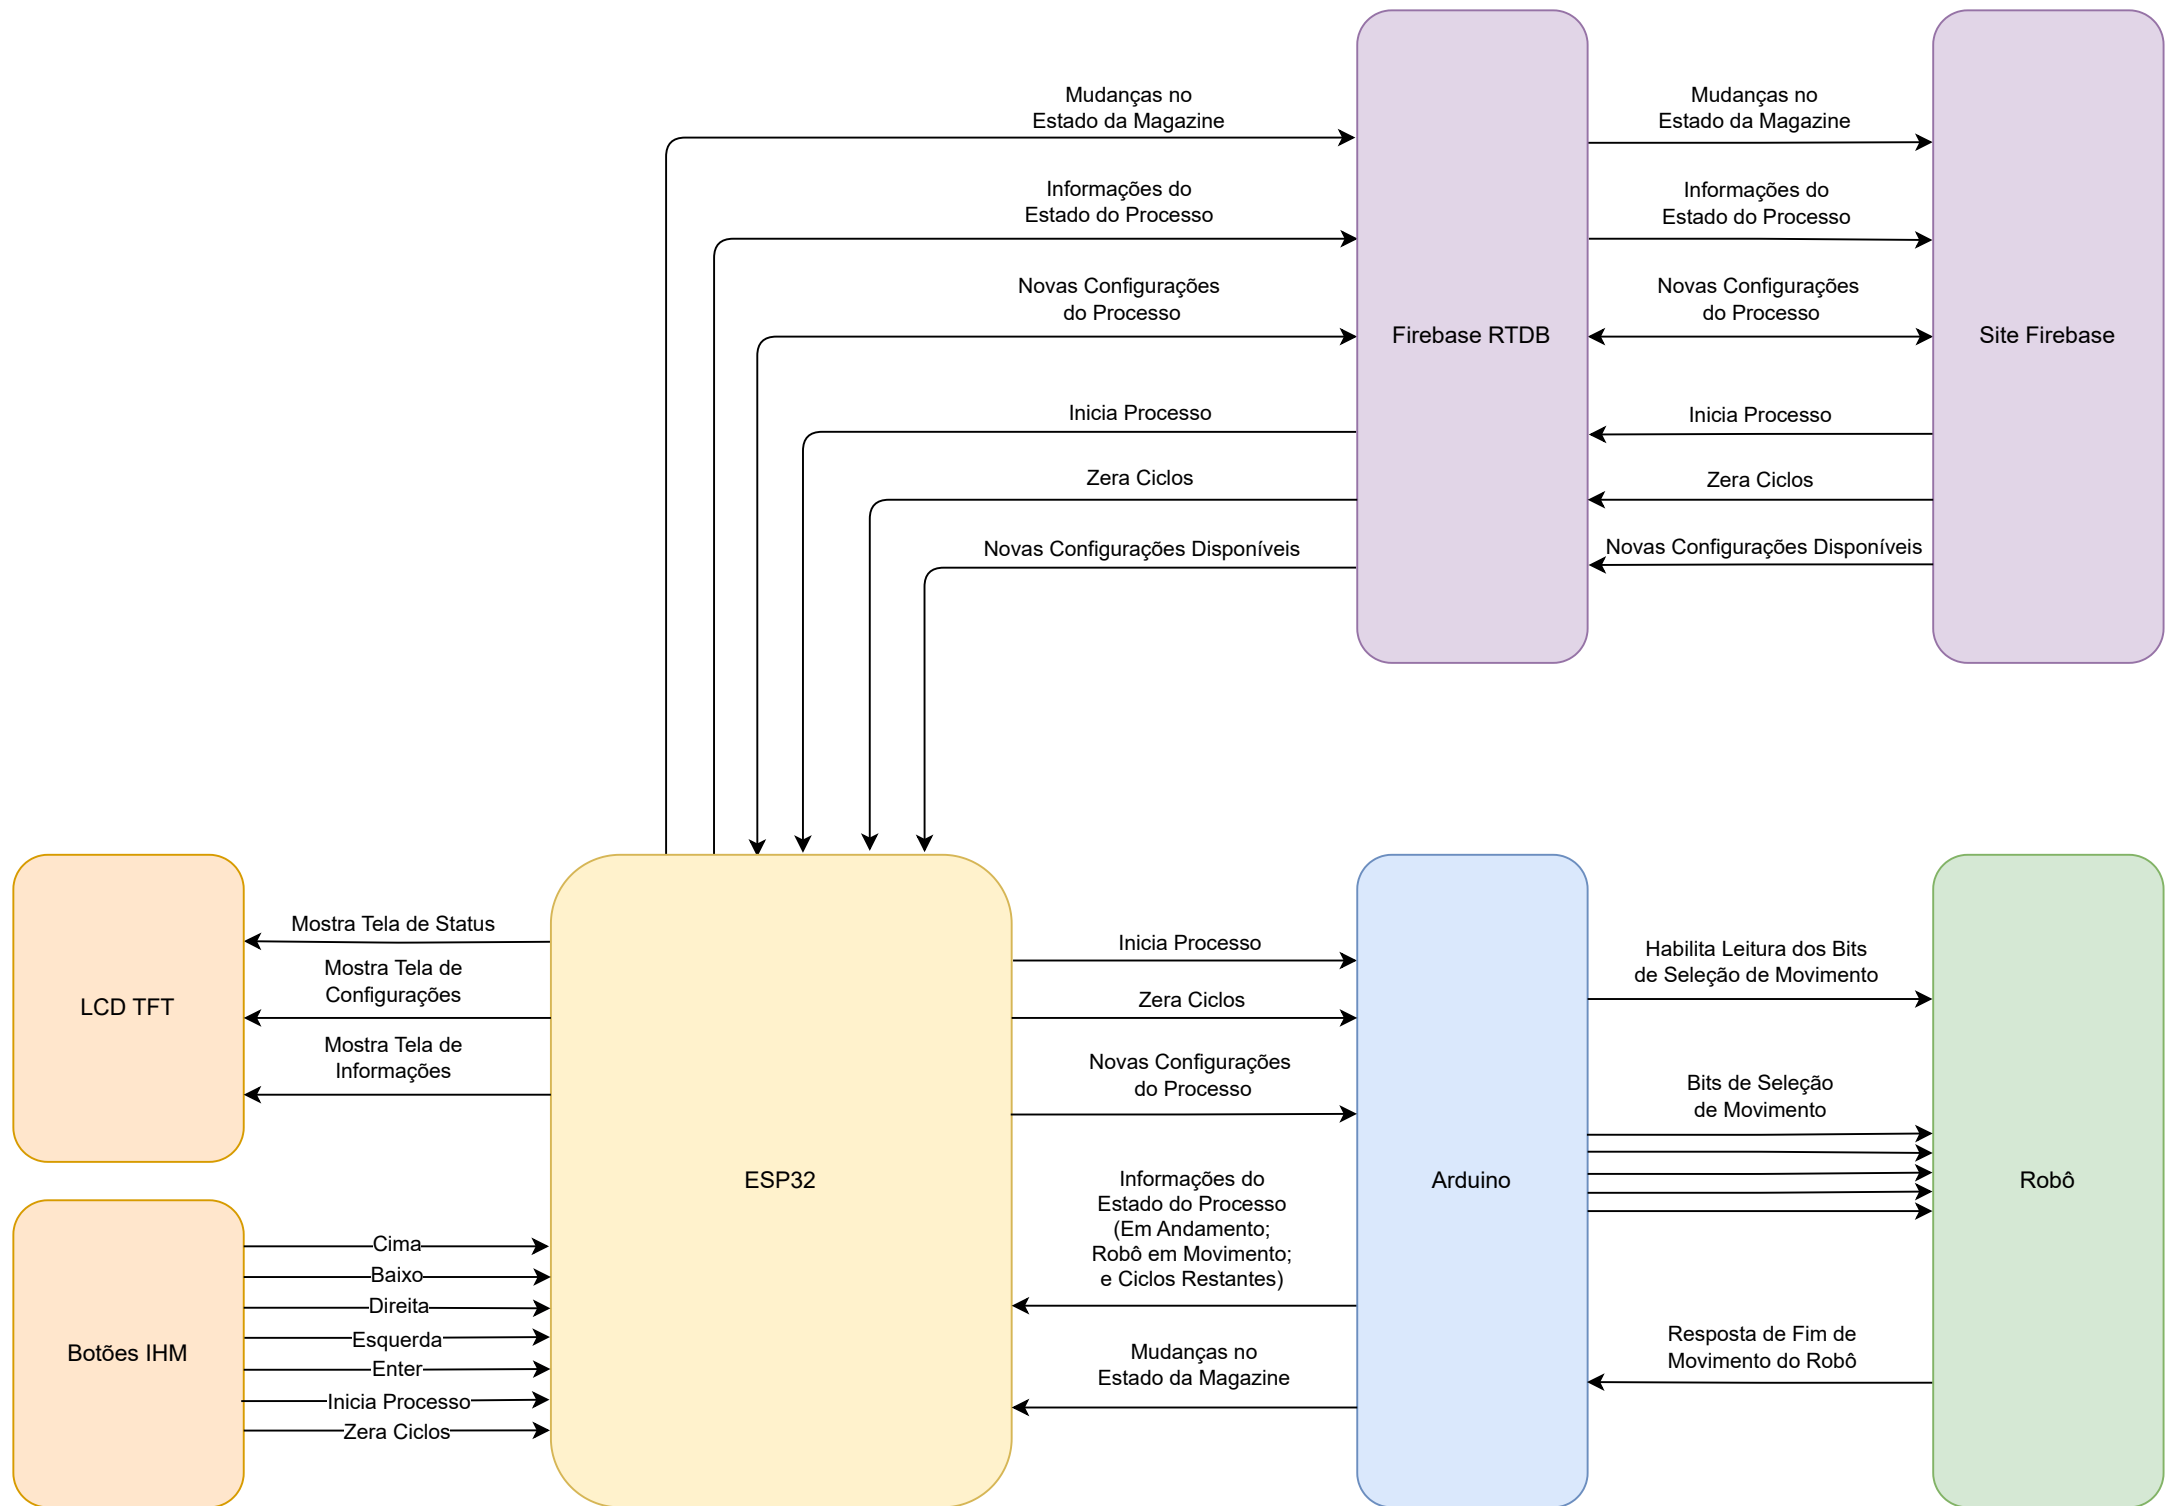 Mudanças no
Estado da Magazine
Mudanças no
Estado da Magazine
Informações do
Estado do Processo
Informações do
Estado do Processo
Novas Configurações
do Processo
Novas Configurações
do Processo
Firebase RTDB
Site Firebase
Inicia Processo
Inicia Processo
Zera Ciclos
Zera Ciclos
Novas Configurações Disponíveis
Novas Configurações Disponíveis
Mostra Tela de Status
Mostra Tela de
Configurações
LCD TFT
Mostra Tela de
Informações
Inicia Processo
Zera Ciclos
Novas Configurações
do Processo
Habilita Leitura dos Bits
de Seleção de Movimento
Bits de Seleção
de Movimento
ESP32
Informações do
Estado do Processo
(Em Andamento;
Robô em Movimento;
e Ciclos Restantes)
Arduino
Robô
Cima
Baixo
Direita
Esquerda
Botões IHM
Enter
Inicia Processo
Zera Ciclos
Mudanças no
Estado da Magazine
Resposta de Fim de
Movimento do Robô